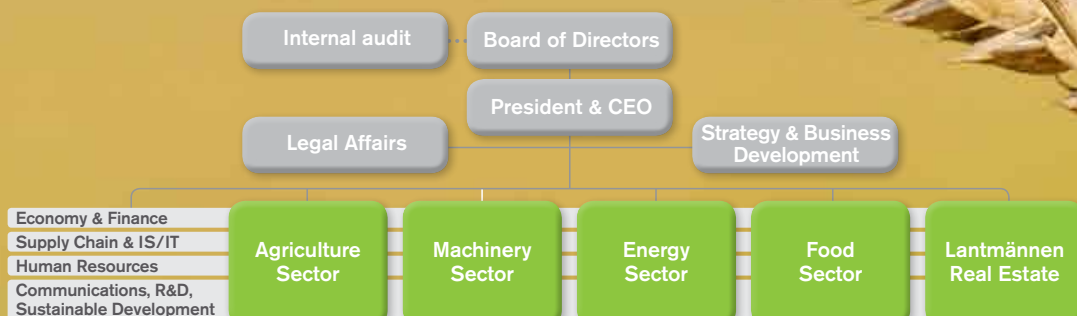 Internal audit
Board of Directors
President & CEO
Legal Affairs
Strategy & Business
Development
Economy & Finance
Supply Chain & IS/IT
Human Resources
Communications, R&D,
Sustainable Development
Agriculture
Sector
Machinery
Sector
Energy
Sector
Food
Sector
Lantmännen
Real Estate